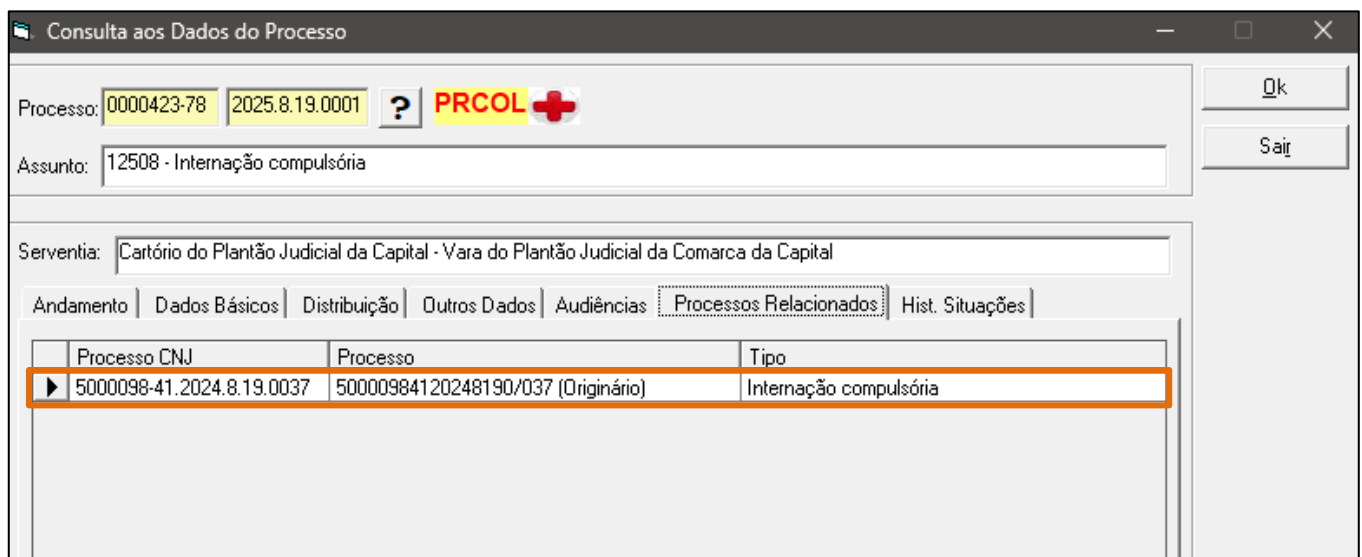 Consulta aos Dados do Processo
Processo: 0000423-78 2025.8.19.0001 ? PRCOL
Ok
Assunto: 12508 - Internação compulsória
Sair
Serventia: Cartório do Plantão Judicial da Capital - Vara do Plantão Judicial da Comarca da Capital
Andamento Dados Básicos Distribuição Outros Dados Audiências Processos Relacionados Hist. Situações
Processo CNJ Processo Tipo
5000098-41.2024.8.19.0037 50000984120248190/037 (Originário) Internação compulsória